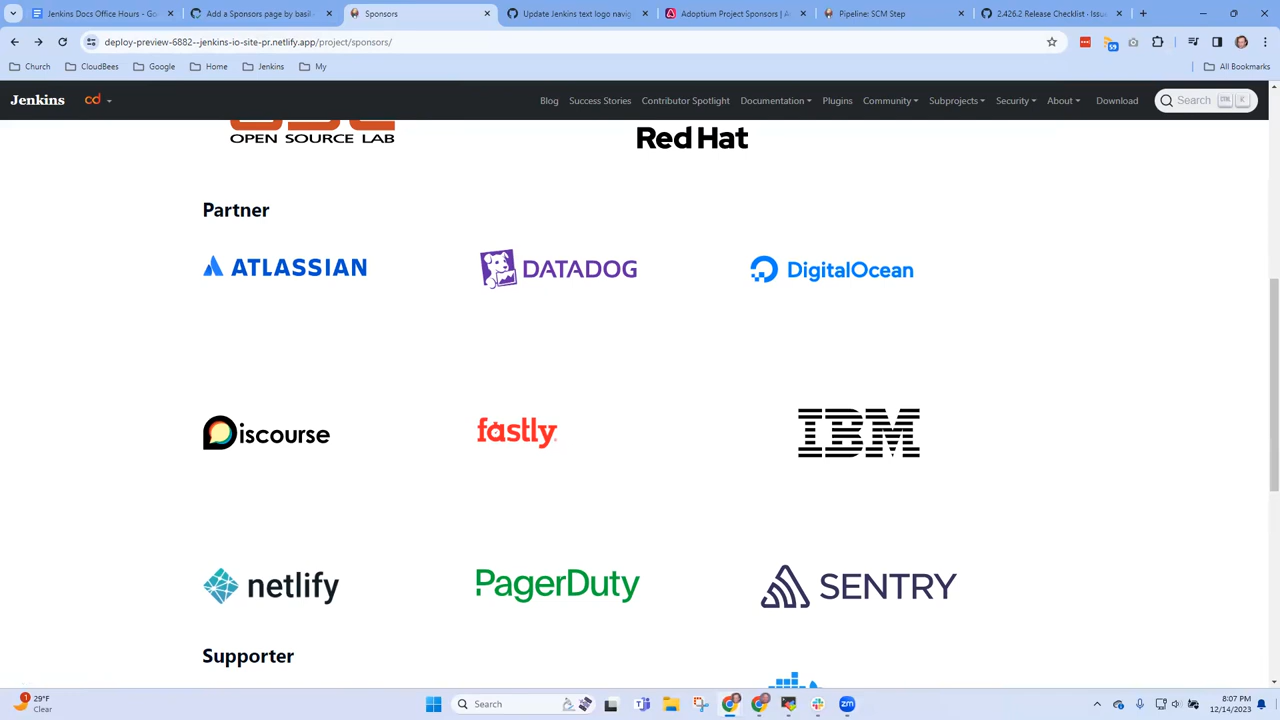 Jenkins Docs Office Hours - Go
Add a Sponsors page by basil
Sponsors
Update Jenkins text logo navig
Adoptium Sponsors | A
Pipeline: SCM Step
2.426.2 Release Checklist · Issu
deploy-preview-6882--jenkins-io-site-pr.netlify.app/project/sponsors/
Church
CloudBees
Google
Home
Jenkins
My
All Bookmarks
Jenkins
cd
Blog
Success Stories
Contributor Spotlight
Documentation
Plugins
Community
Subprojects
Security
About
Download
Search
CTRL
K
OPEN SOURCE LAB
Red Hat
Partner
ATLASSIAN
DATADOG
DigitalOcean
Discourse
fastly
IBM
netlify
PagerDuty
SENTRY
Supporter
29°F
Clear
Search
8:07 PM
12/14/2023